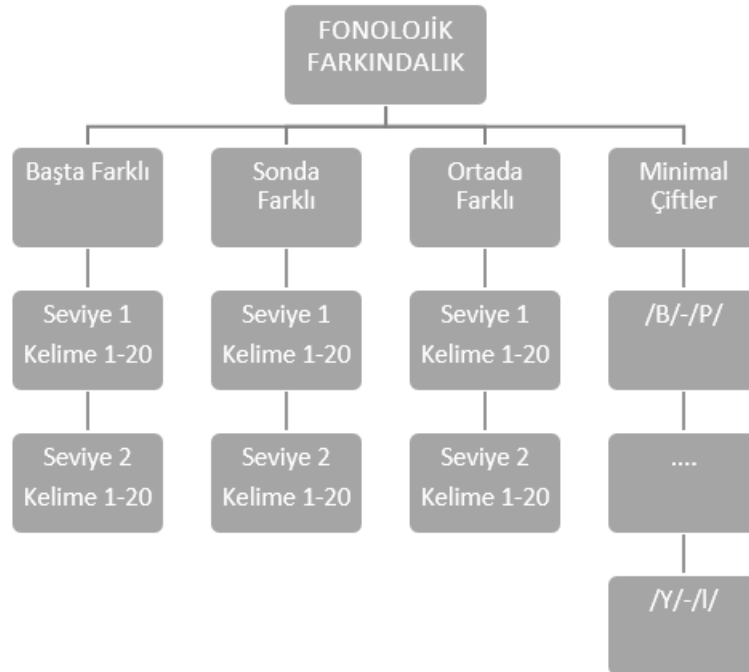 FONOLOJİK
FARKINDALIK
Başta Farklı
Sonda
Farklı
Ortada
Farklı
Minimal
Çiftler
Seviye 1
Kelime 1-20
Seviye 1
Kelime 1-20
Seviye 1
Kelime 1-20
/B/-/P/
Seviye 2
Kelime 1-20
Seviye 2
Kelime 1-20
Seviye 2
Kelime 1-20
....
/Y/-/l/